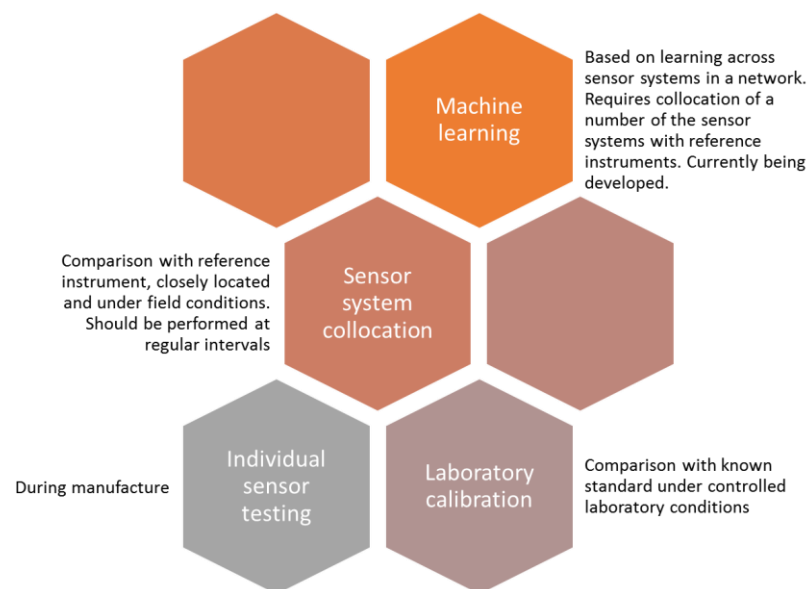 Machine
learning
Based on learning across
sensor systems in a network.
Requires collocation of a
number of the sensor
systems with reference
instruments. Currently being
developed.
Comparison with reference
instrument, closely located
and under field conditions.
Should be performed at
regular intervals
Sensor
system
collocation
During manufacture
Individual
sensor
testing
Laboratory
calibration
Comparison with known
standard under controlled
laboratory conditions